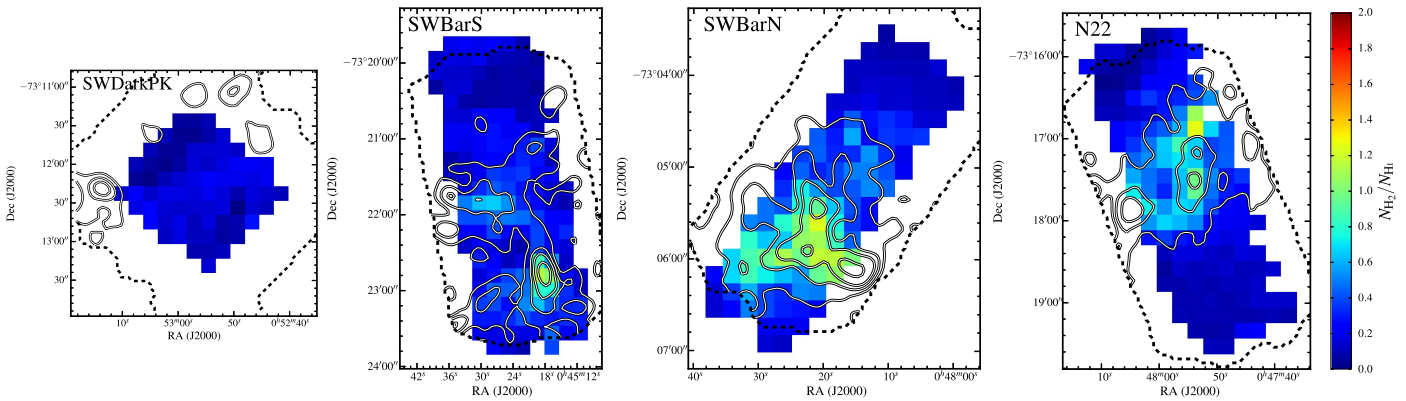 SWDarkPK
−73°11′00″
30″
12′00″
30″
13′00″
30″
Dec (J2000)
10ˢ
53ᵐ00ˢ
50ˢ
0ʰ52ᵐ40ˢ
RA (J2000)
SWBarS
−73°20′00″
21′00″
22′00″
23′00″
24′00″
Dec (J2000)
42ˢ
36ˢ
30ˢ
24ˢ
18ˢ
0ʰ45ᵐ12ˢ
RA (J2000)
SWBarN
−73°04′00″
05′00″
06′00″
07′00″
Dec (J2000)
40ˢ
30ˢ
20ˢ
0ʰ48ᵐ00ˢ
RA (J2000)
N22
−73°16′00″
17′00″
18′00″
19′00″
Dec (J2000)
10ˢ
48ᵐ00ˢ
50ˢ
0ʰ47ᵐ40ˢ
RA (J2000)
2.0
1.8
1.6
1.4
1.2
1.0
0.8
0.6
0.4
0.2
0.0
N_H₂/N_HI